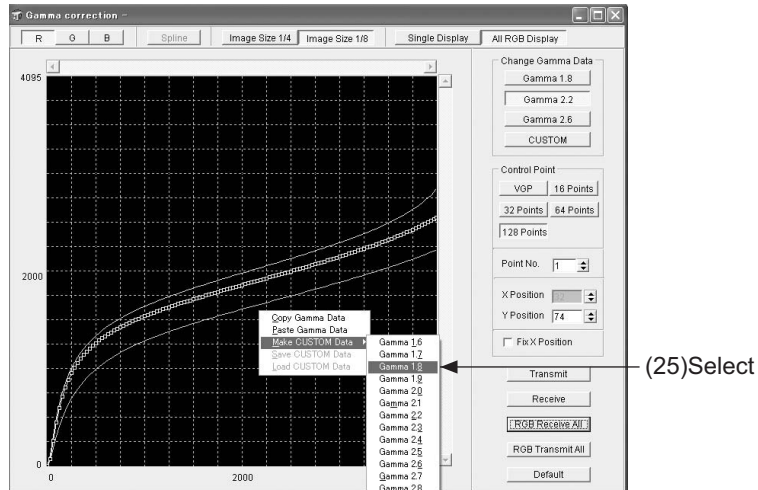 Gamma correction -
R G B Spline Image Size 1/4 Image Size 1/8 Single Display All RGB Display
4095
2000
0
0 2000
Copy Gamma Data
Paste Gamma Data
Make CUSTOM Data
Save CUSTOM Data
Load CUSTOM Data
Gamma 1.6
Gamma 1.7
Gamma 1.8
Gamma 1.9
Gamma 2.0
Gamma 2.1
Gamma 2.2
Gamma 2.3
Gamma 2.4
Gamma 2.5
Gamma 2.6
Gamma 2.7
Gamma 2.8
Change Gamma Data
Gamma 1.8
Gamma 2.2
Gamma 2.6
CUSTOM
Control Point
VGP 16 Points
32 Points 64 Points
128 Points
Point No. 1
X Position
Y Position 74
Fix X Position
Transmit
Receive
RGB Receive All
RGB Transmit All
Default
(25)Select